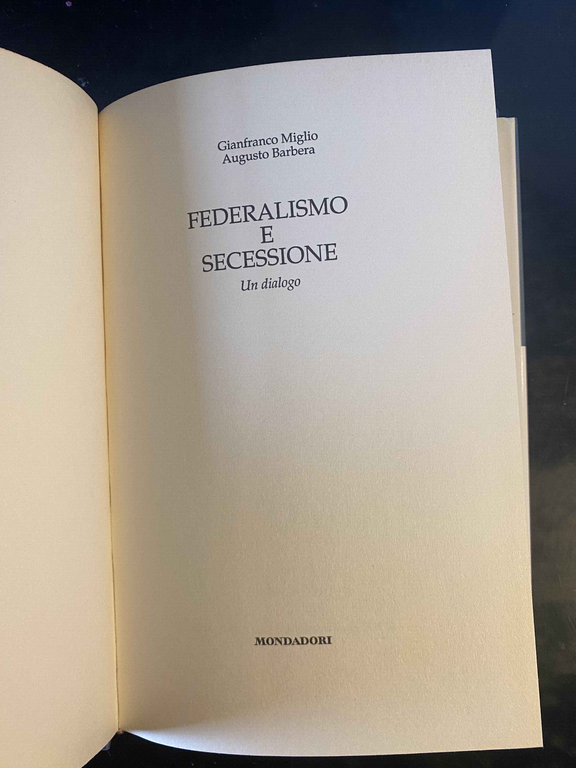 Gianfranco Miglio
Augusto Barbera
FEDERALISMO
E
SECESSIONE
Un dialogo
MONDADORI